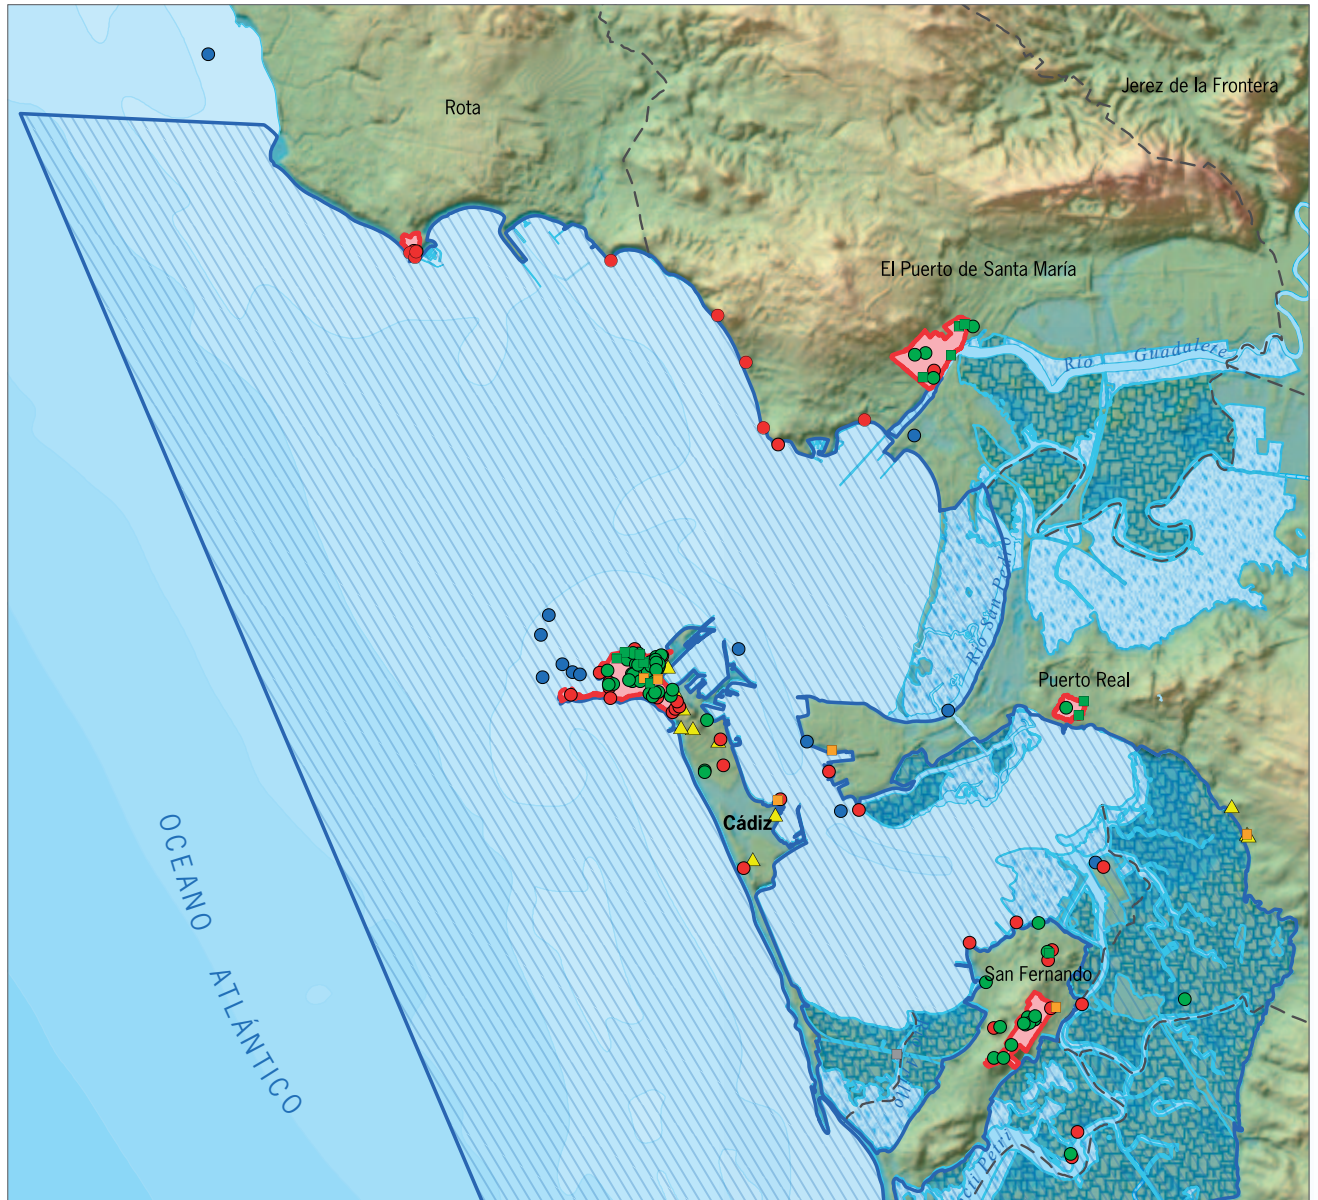 Jerez de la Frontera
Rota
El Puerto de Santa María
Río Guadalete
Río San Pedro
Puerto Real
Cádiz
OCEANO ATLÁNTICO
San Fernando